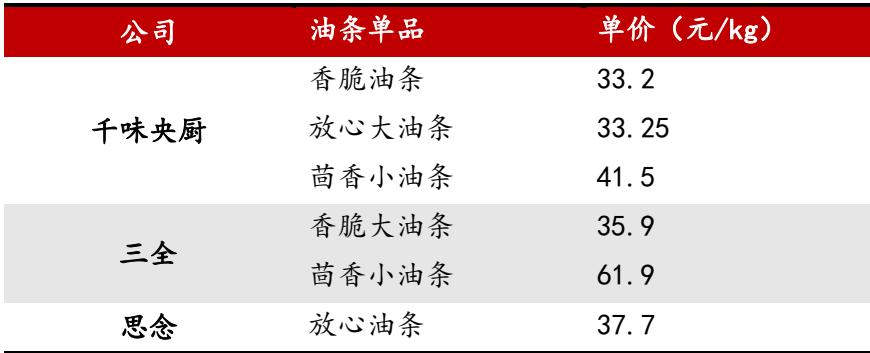 公司 油条单品 单价（元/kg）
香脆油条 33.2
千味央厨 放心大油条 33.25
茴香小油条 41.5
香脆大油条 35.9
三全
茴香小油条 61.9
思念 放心油条 37.7